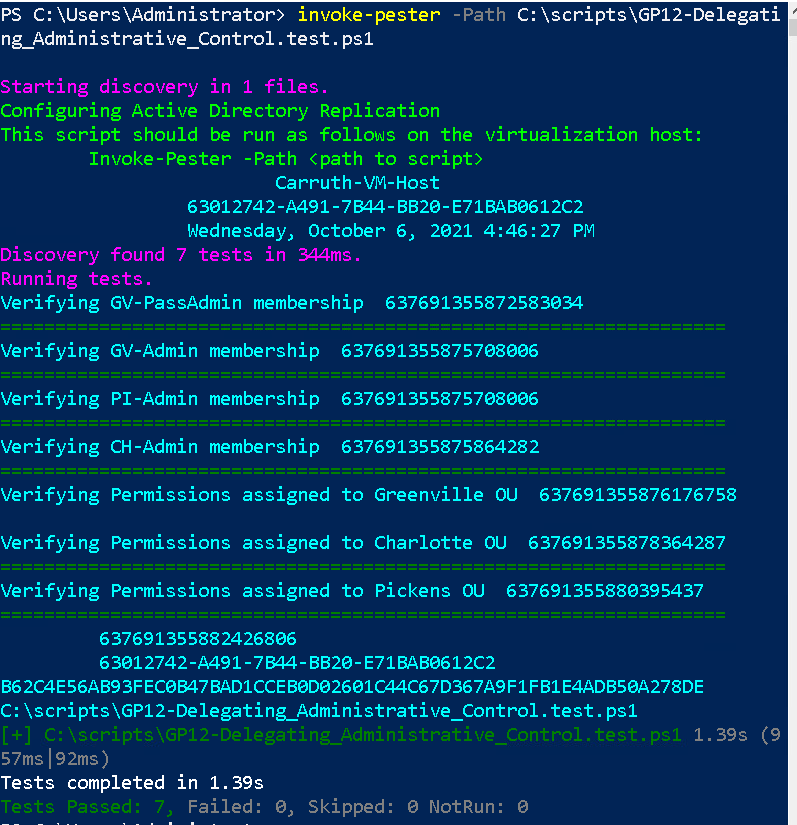 PS C:\Users\Administrator> invoke-pester -Path C:\scripts\GP12-Delegati
ng_Administrative_Control.test.ps1
Starting discovery in 1 files.
Configuring Active Directory Replication
This script should be run as follows on the virtualization host:
Invoke-Pester -Path <path to script>
Carruth-VM-Host
63012742-A491-7B44-BB20-E71BAB0612C2
Wednesday, October 6, 2021 4:46:27 PM
Discovery found 7 tests in 344ms.
Running tests.
Verifying GV-PassAdmin membership  637691355872583034
==================================================================
Verifying GV-Admin membership  637691355875708006
==================================================================
Verifying PI-Admin membership  637691355875708006
==================================================================
Verifying CH-Admin membership  637691355875864282
==================================================================
Verifying Permissions assigned to Greenville OU  637691355876176758
Verifying Permissions assigned to Charlotte OU  637691355878364287
==================================================================
Verifying Permissions assigned to Pickens OU  637691355880395437
==================================================================
637691355882426806
63012742-A491-7B44-BB20-E71BAB0612C2
B62C4E56AB93FEC0B47BAD1CCEB0D02601C44C67D367A9F1FB1E4ADB50A278DE
C:\scripts\GP12-Delegating_Administrative_Control.test.ps1
[+] C:\scripts\GP12-Delegating_Administrative_Control.test.ps1 1.39s (9
57ms|92ms)
Tests completed in 1.39s
Tests Passed: 7, Failed: 0, Skipped: 0 NotRun: 0